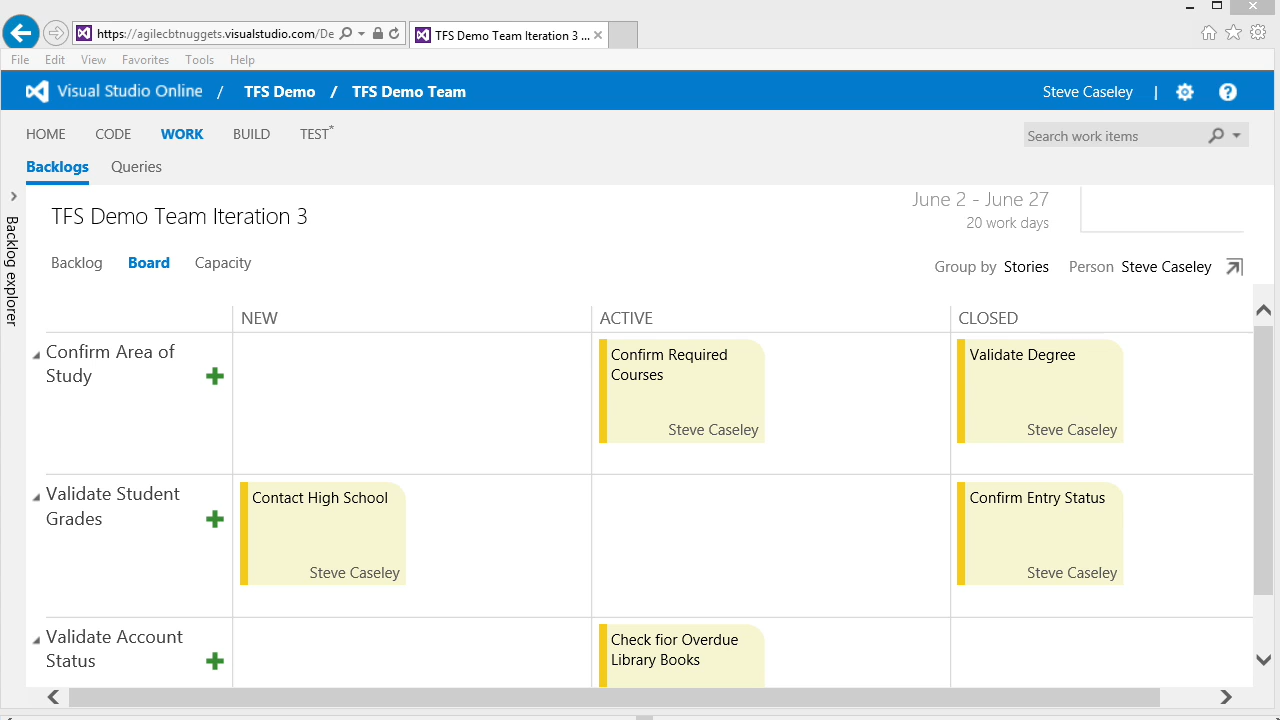 https://agilecbtnuggets.visualstudio.com/De
TFS Demo Team Iteration 3 ...
File Edit View Favorites Tools Help
Visual Studio Online / TFS Demo / TFS Demo Team
Steve Caseley |
HOME CODE WORK BUILD TEST*
Search work items
Backlogs Queries
Backlog explorer
TFS Demo Team Iteration 3
June 2 - June 27
20 work days
Backlog Board Capacity
Group by Stories Person Steve Caseley
NEW ACTIVE CLOSED
Confirm Area of
Study
Confirm Required
Courses
Steve Caseley
Validate Degree
Steve Caseley
Validate Student
Grades
Contact High School
Steve Caseley
Confirm Entry Status
Steve Caseley
Validate Account
Status
Check fior Overdue
Library Books